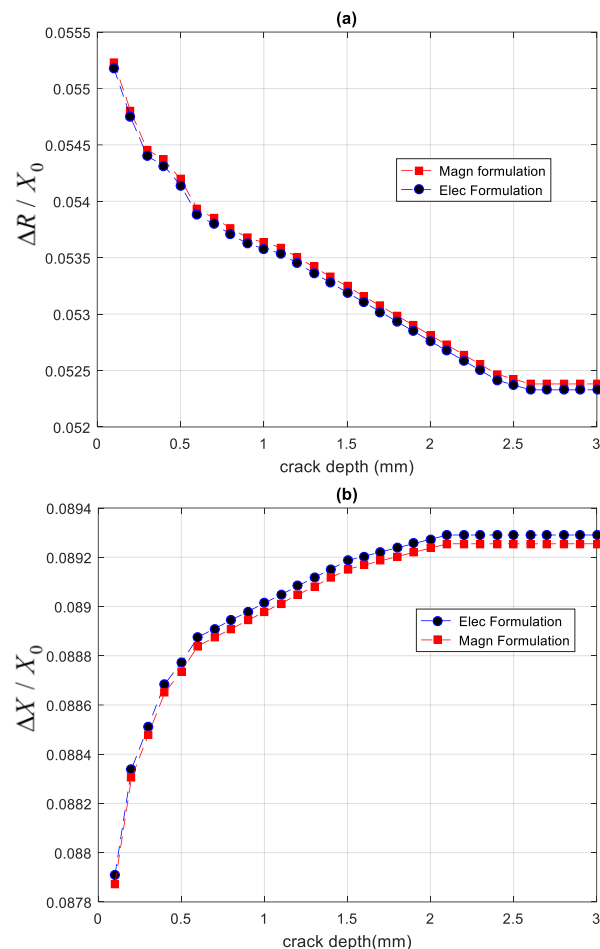 (a)
0.0555
0.055
0.0545
0.054
0.0535
0.053
0.0525
0.052
ΔR / X₀
Magn formulation
Elec Formulation
0 0.5 1 1.5 2 2.5 3
crack depth (mm)
(b)
0.0894
0.0892
0.089
0.0888
0.0886
0.0884
0.0882
0.088
0.0878
ΔX / X₀
Elec Formulation
Magn Formulation
0 0.5 1 1.5 2 2.5 3
crack depth(mm)